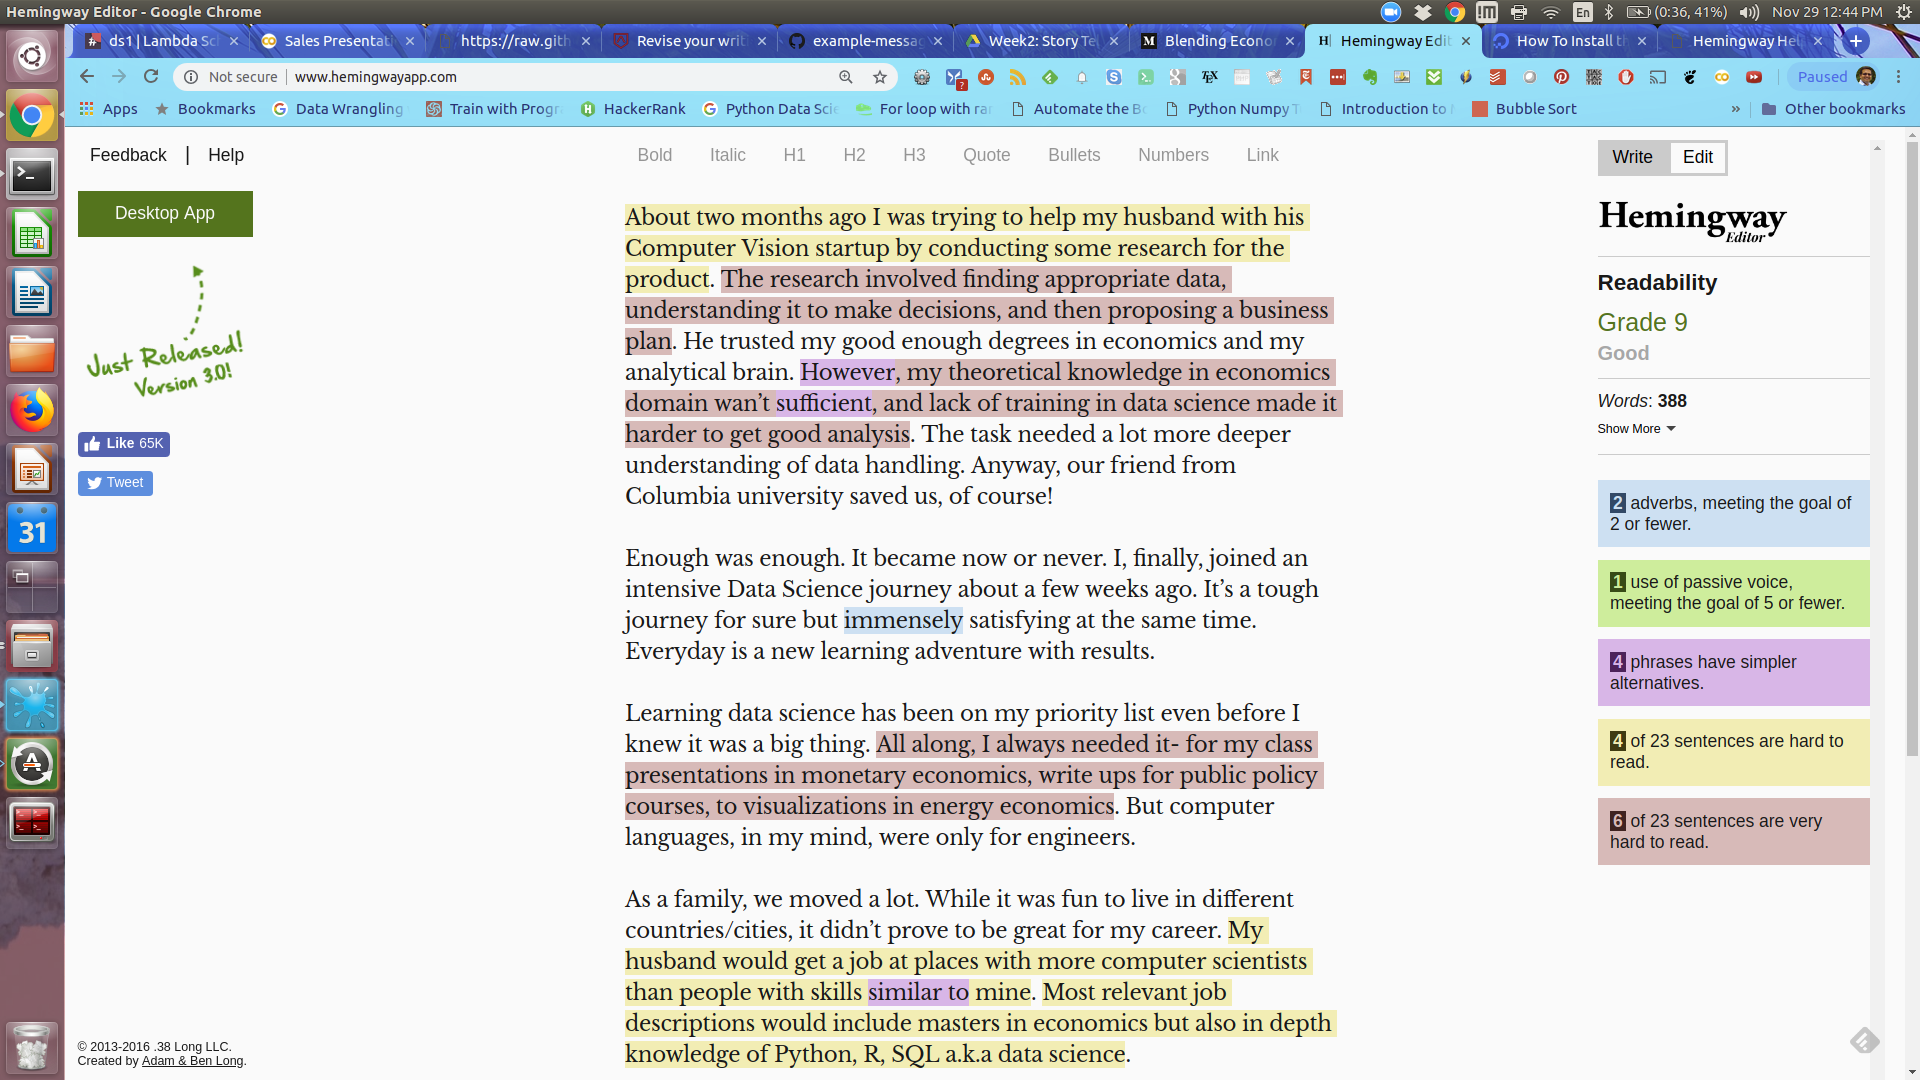 Hemingway Editor - Google Chrome
En
(0:36, 41%)
Nov 29 12:44 PM
ds1 | Lambda Sc
Sales Presentat
https://raw.gith
Revise your writ
example-messag
Week2: Story Te
Blending Econo
Hemingway Edit
How To Install t
Hemingway Hel
Not secure | www.hemingwayapp.com
Paused
Apps
Bookmarks
Data Wrangling
Train with Progr
HackerRank
Python Data Scie
For loop with ran
Automate the Bo
Python Numpy T
Introduction to
Bubble Sort
»
Other bookmarks
Feedback | Help
Bold Italic H1 H2 H3 Quote Bullets Numbers Link
Write Edit
Desktop App
Just Released!
Version 3.0!
Like 65K
Tweet
31
About two months ago I was trying to help my husband with his
Computer Vision startup by conducting some research for the
product. The research involved finding appropriate data,
understanding it to make decisions, and then proposing a business
plan. He trusted my good enough degrees in economics and my
analytical brain. However, my theoretical knowledge in economics
domain wan’t sufficient, and lack of training in data science made it
harder to get good analysis. The task needed a lot more deeper
understanding of data handling. Anyway, our friend from
Columbia university saved us, of course!
Enough was enough. It became now or never. I, finally, joined an
intensive Data Science journey about a few weeks ago. It’s a tough
journey for sure but immensely satisfying at the same time.
Everyday is a new learning adventure with results.
Learning data science has been on my priority list even before I
knew it was a big thing. All along, I always needed it- for my class
presentations in monetary economics, write ups for public policy
courses, to visualizations in energy economics. But computer
languages, in my mind, were only for engineers.
As a family, we moved a lot. While it was fun to live in different
countries/cities, it didn’t prove to be great for my career. My
husband would get a job at places with more computer scientists
than people with skills similar to mine. Most relevant job
descriptions would include masters in economics but also in depth
knowledge of Python, R, SQL a.k.a data science.
Hemingway
Editor
Readability
Grade 9
Good
Words: 388
Show More
2 adverbs, meeting the goal of
2 or fewer.
1 use of passive voice,
meeting the goal of 5 or fewer.
4 phrases have simpler
alternatives.
4 of 23 sentences are hard to
read.
6 of 23 sentences are very
hard to read.
© 2013-2016 .38 Long LLC.
Created by Adam & Ben Long.